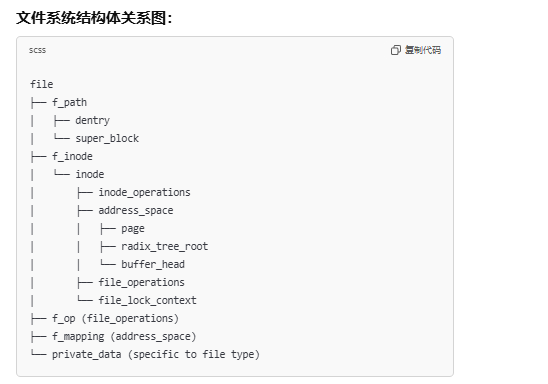 文件系统结构体关系图：
scss
复制代码
file
├── f_path
│   ├── dentry
│   └── super_block
├── f_inode
│   └── inode
│       ├── inode_operations
│       ├── address_space
│       │   ├── page
│       │   ├── radix_tree_root
│       │   └── buffer_head
│       ├── file_operations
│       └── file_lock_context
├── f_op (file_operations)
├── f_mapping (address_space)
└── private_data (specific to file type)